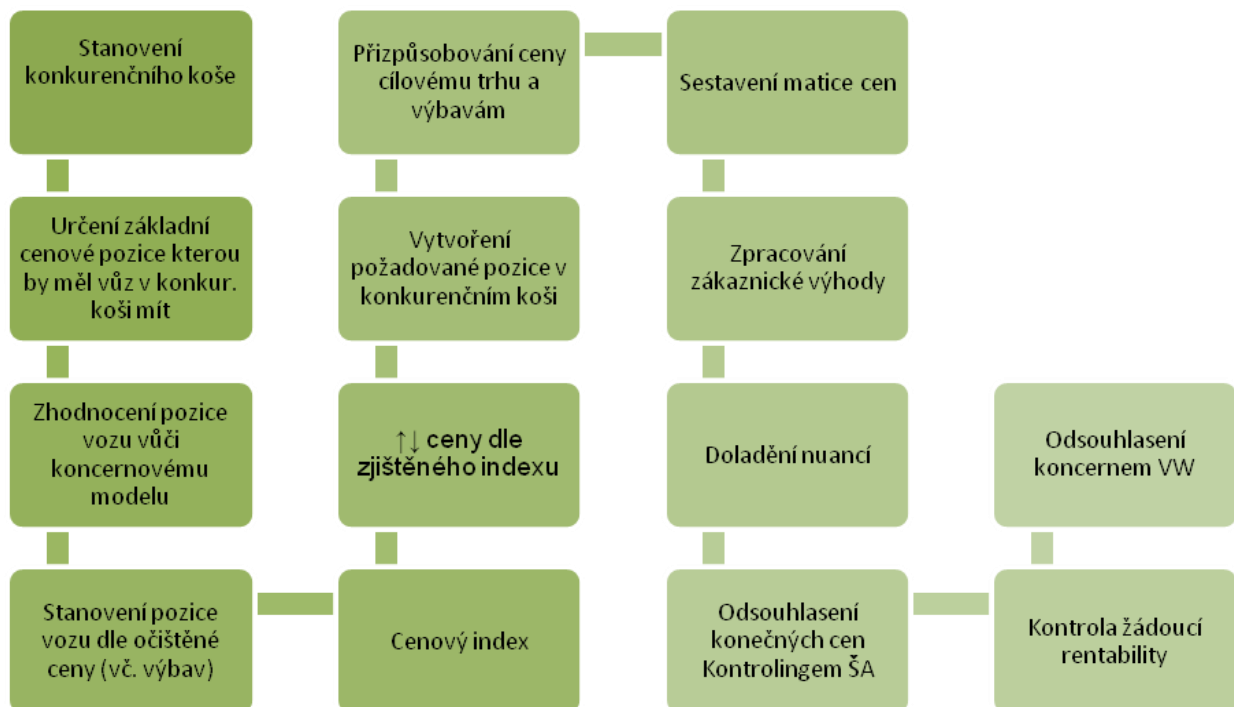 Stanovení
konkurenčního koše
Určení základní
cenové pozice kterou
by měl vůz v konkur.
koši mít
Zhodnocení pozice
vozu vůči
koncernovému
modelu
Stanovení pozice
vozu dle očištěné
ceny (vč. výbav)
Cenový index
↑↓ ceny dle
zjištěného indexu
Vytvoření
požadované pozice v
konkurenčním koši
Přizpůsobování ceny
cílovému trhu a
výbavám
Sestavení matice cen
Zpracování
zákaznické výhody
Doladění nuancí
Odsouhlasení
konečných cen
Kontrolingem ŠA
Kontrola žádoucí
rentability
Odsouhlasení
koncernem VW